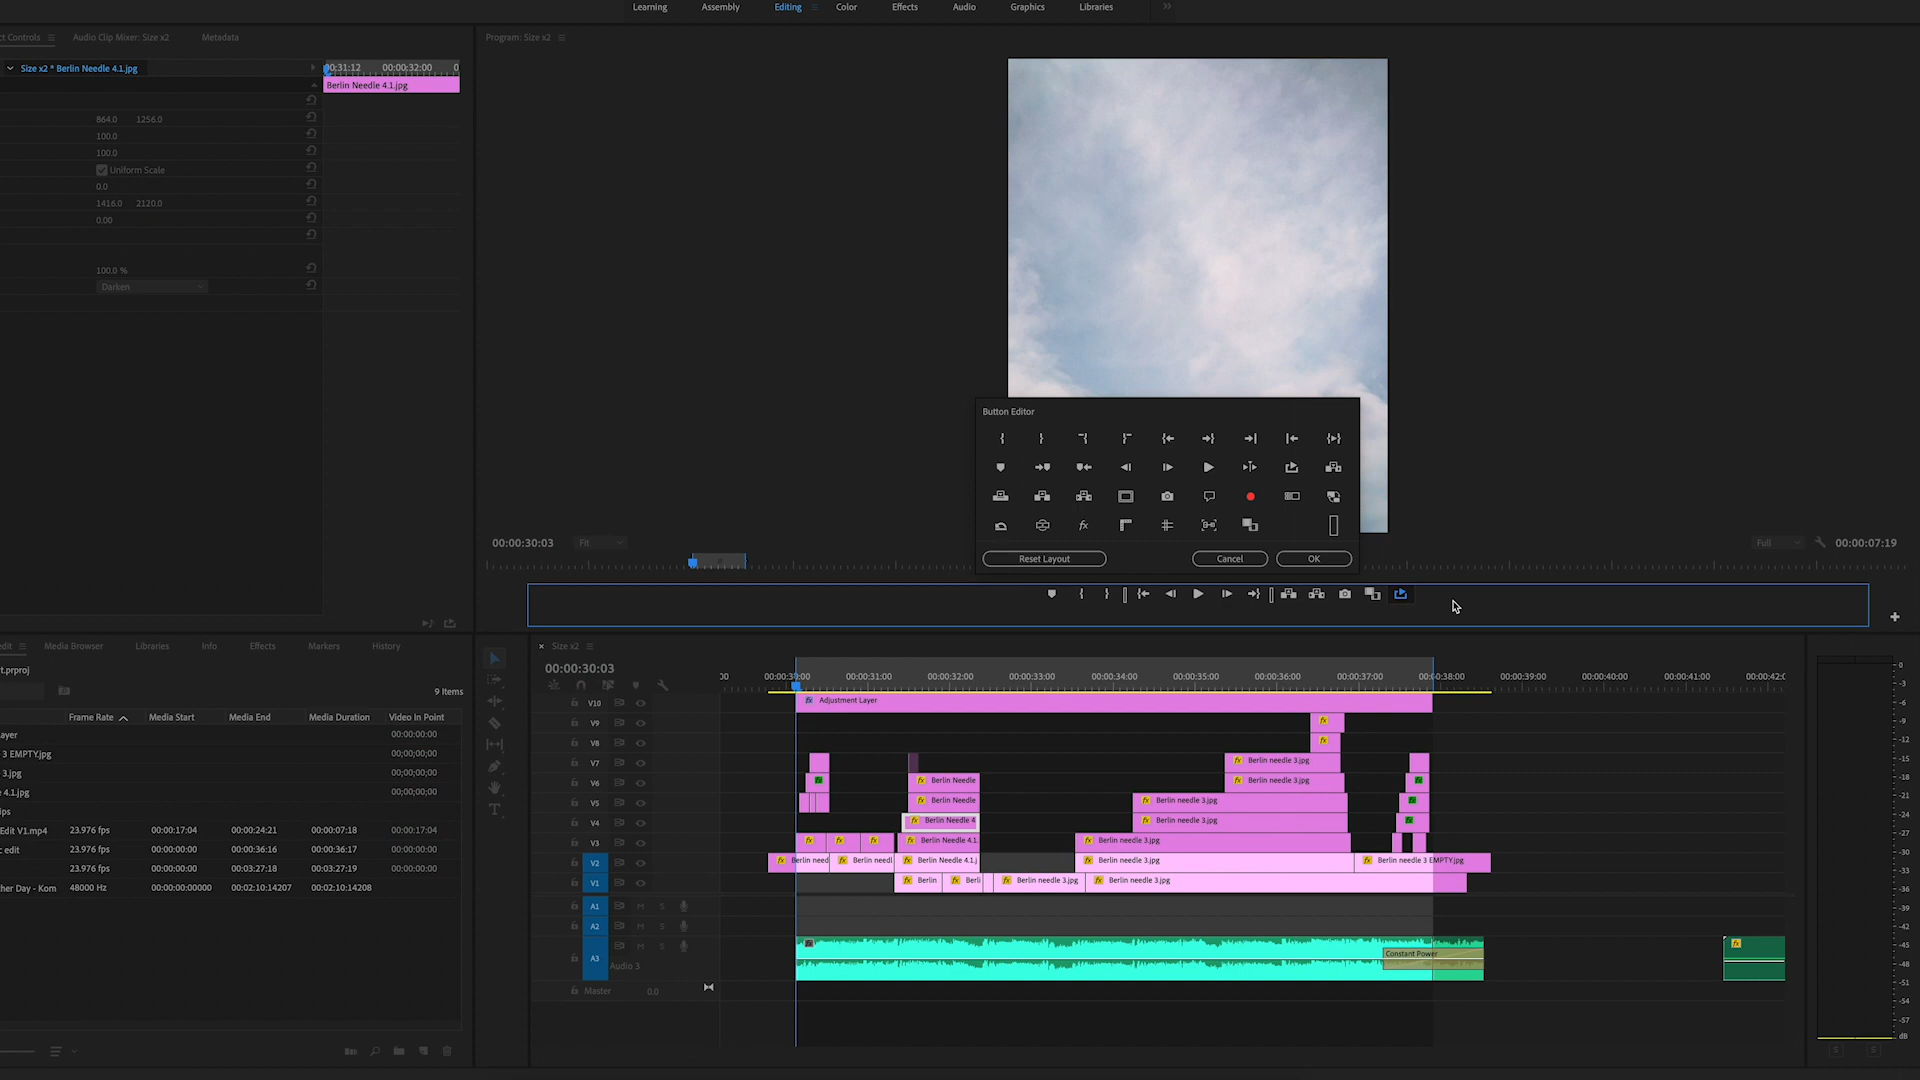 Learning Assembly Editing Color Effects Audio Graphics Libraries
ct Controls Audio Clip Mixer: Size x2 Metadata
Program: Size x2
Size x2 * Berlin Needle 4.1.jpg
00:31:12 00:00:32:00 0
Berlin Needle 4.1.jpg
864.0 1256.0
100.0
100.0
Uniform Scale
0.0
1416.0 2120.0
0.00
100.0 %
Darken
Button Editor
Reset Layout Cancel OK
00:00:30:03 Fit
Full 00:00:07:19
edit Media Browser Libraries Info Effects Markers History
t.prproj
9 Items
Frame Rate Media Start Media End Media Duration Video In Point
ayer 00:00:00:00
3 EMPTY.jpg 00;00;00;00
3.jpg 00;00;00;00
4.1.jpg 00;00;00;00
ips
Edit V1.mp4 23.976 fps 00:00:17:04 00:00:24:21 00:00:07:18 00:00:17:04
c edit 23.976 fps 00:00:00:00 00:00:36:16 00:00:36:17 00:00:00:00
23.976 fps 00:00:00:00 00:03:27:18 00:03:27:19 00:00:00:00
ther Day - Kom 48000 Hz 00:00:00:00000 00:02:10:14207 00:02:10:14208
Size x2
00:00:30:03
:00 00:00:30:00 00:00:31:00 00:00:32:00 00:00:33:00 00:00:34:00 00:00:35:00 00:00:36:00 00:00:37:00 00:00:38:00 00:00:39:00 00:00:40:00 00:00:41:00 00:00:42:0
V10 Adjustment Layer
V9
V8
V7 Berlin needle 3.jpg
V6 Berlin Needle Berlin needle 3.jpg
V5 Berlin Needle Berlin needle 3.jpg
V4 Berlin Needle 4 Berlin needle 3.jpg
V3 Berlin Needle 4.1. Berlin needle 3.jpg
V2 Berlin need Berlin needl Berlin Needle 4.1.j Berlin needle 3.jpg Berlin needle 3 EMPTY.jpg
V1 Berlin Berli Berlin needle 3.jpg Berlin needle 3.jpg
A1 M S
A2 M S
M S
A3 Audio 3 Constant Power
Master 0.0
0
-3
-6
-9
-12
-15
-18
-21
-24
-27
-30
-33
-36
-39
-42
-45
-48
-51
-54
-57
dB
S S